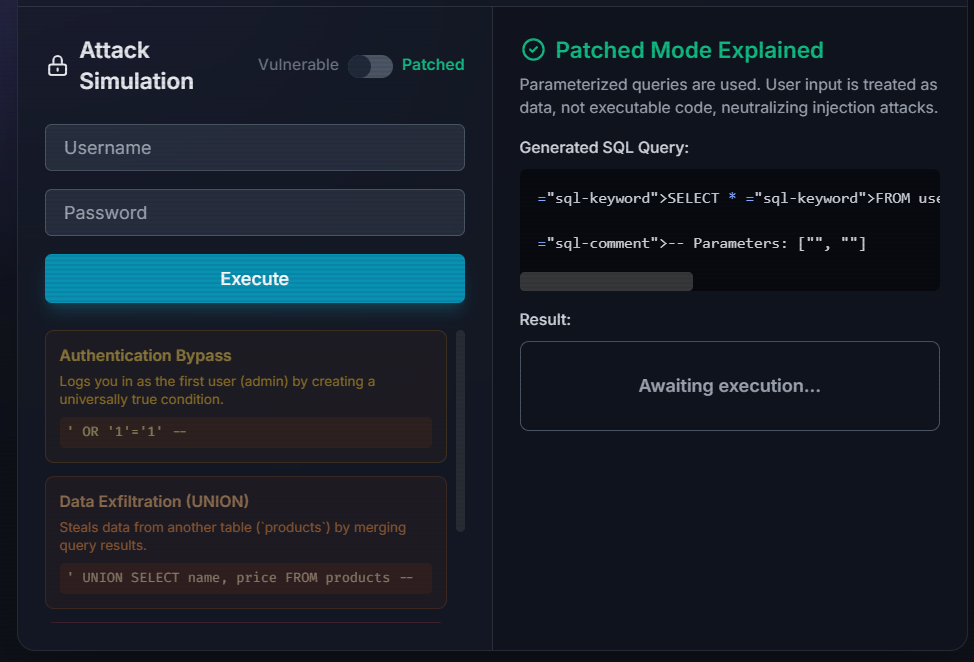 Attack
Simulation
Vulnerable
Patched
Username
Password
Execute
Authentication Bypass
Logs you in as the first user (admin) by creating a
universally true condition.
' OR '1'='1' --
Data Exfiltration (UNION)
Steals data from another table (`products`) by merging
query results.
' UNION SELECT name, price FROM products --
Patched Mode Explained
Parameterized queries are used. User input is treated as
data, not executable code, neutralizing injection attacks.
Generated SQL Query:
="sql-keyword">SELECT * ="sql-keyword">FROM use
="sql-comment">-- Parameters: ["", ""]
Result:
Awaiting execution...